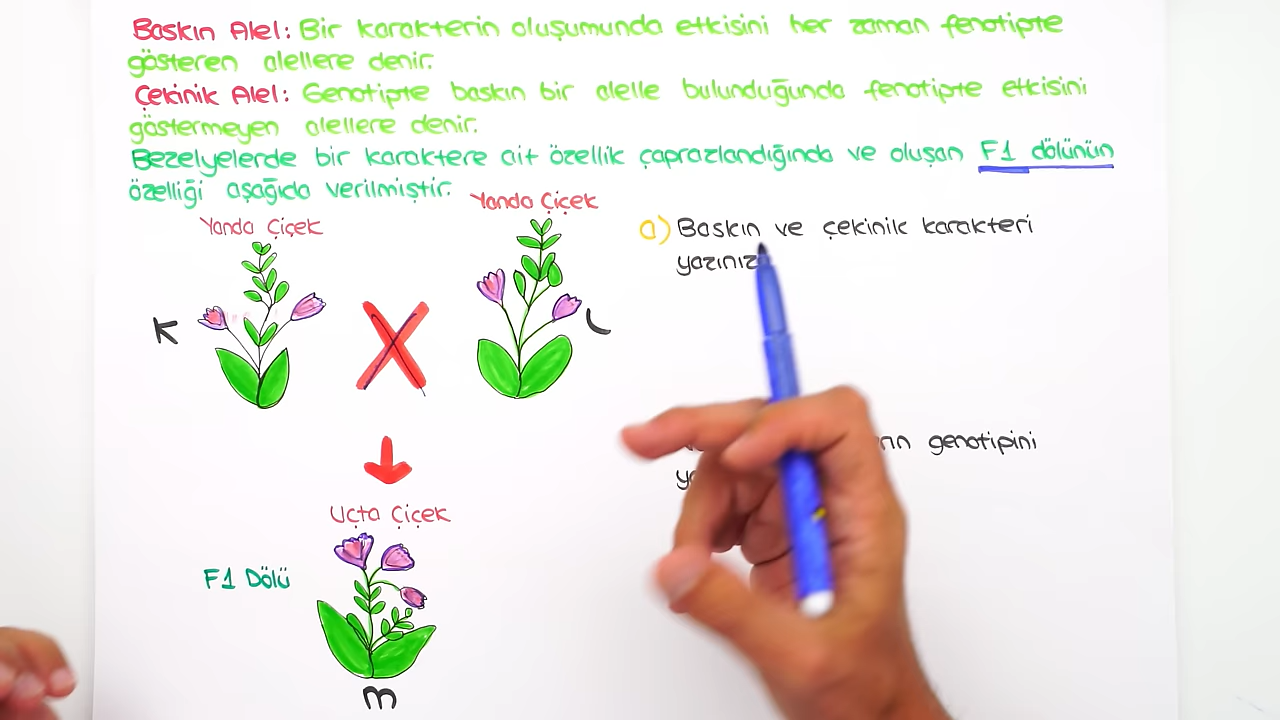 Baskın Alel: Bir karakterin oluşumunda etkisini her zaman fenotipte
gösteren alellere denir.
Çekinik Alel: Genotipte baskın bir alelle bulunduğunda fenotipte etkisini
göstermeyen alellere denir.
Bezelyelerde bir karaktere ait özellik çaprazlandığında ve oluşan F1 dölünün
özelliği aşağıda verilmiştir.
Yanda Çiçek
Yanda Çiçek
K
L
Uçta Çiçek
F1 Dölü
M
a) Baskın ve çekinik karakteri
yazınız
genotipini